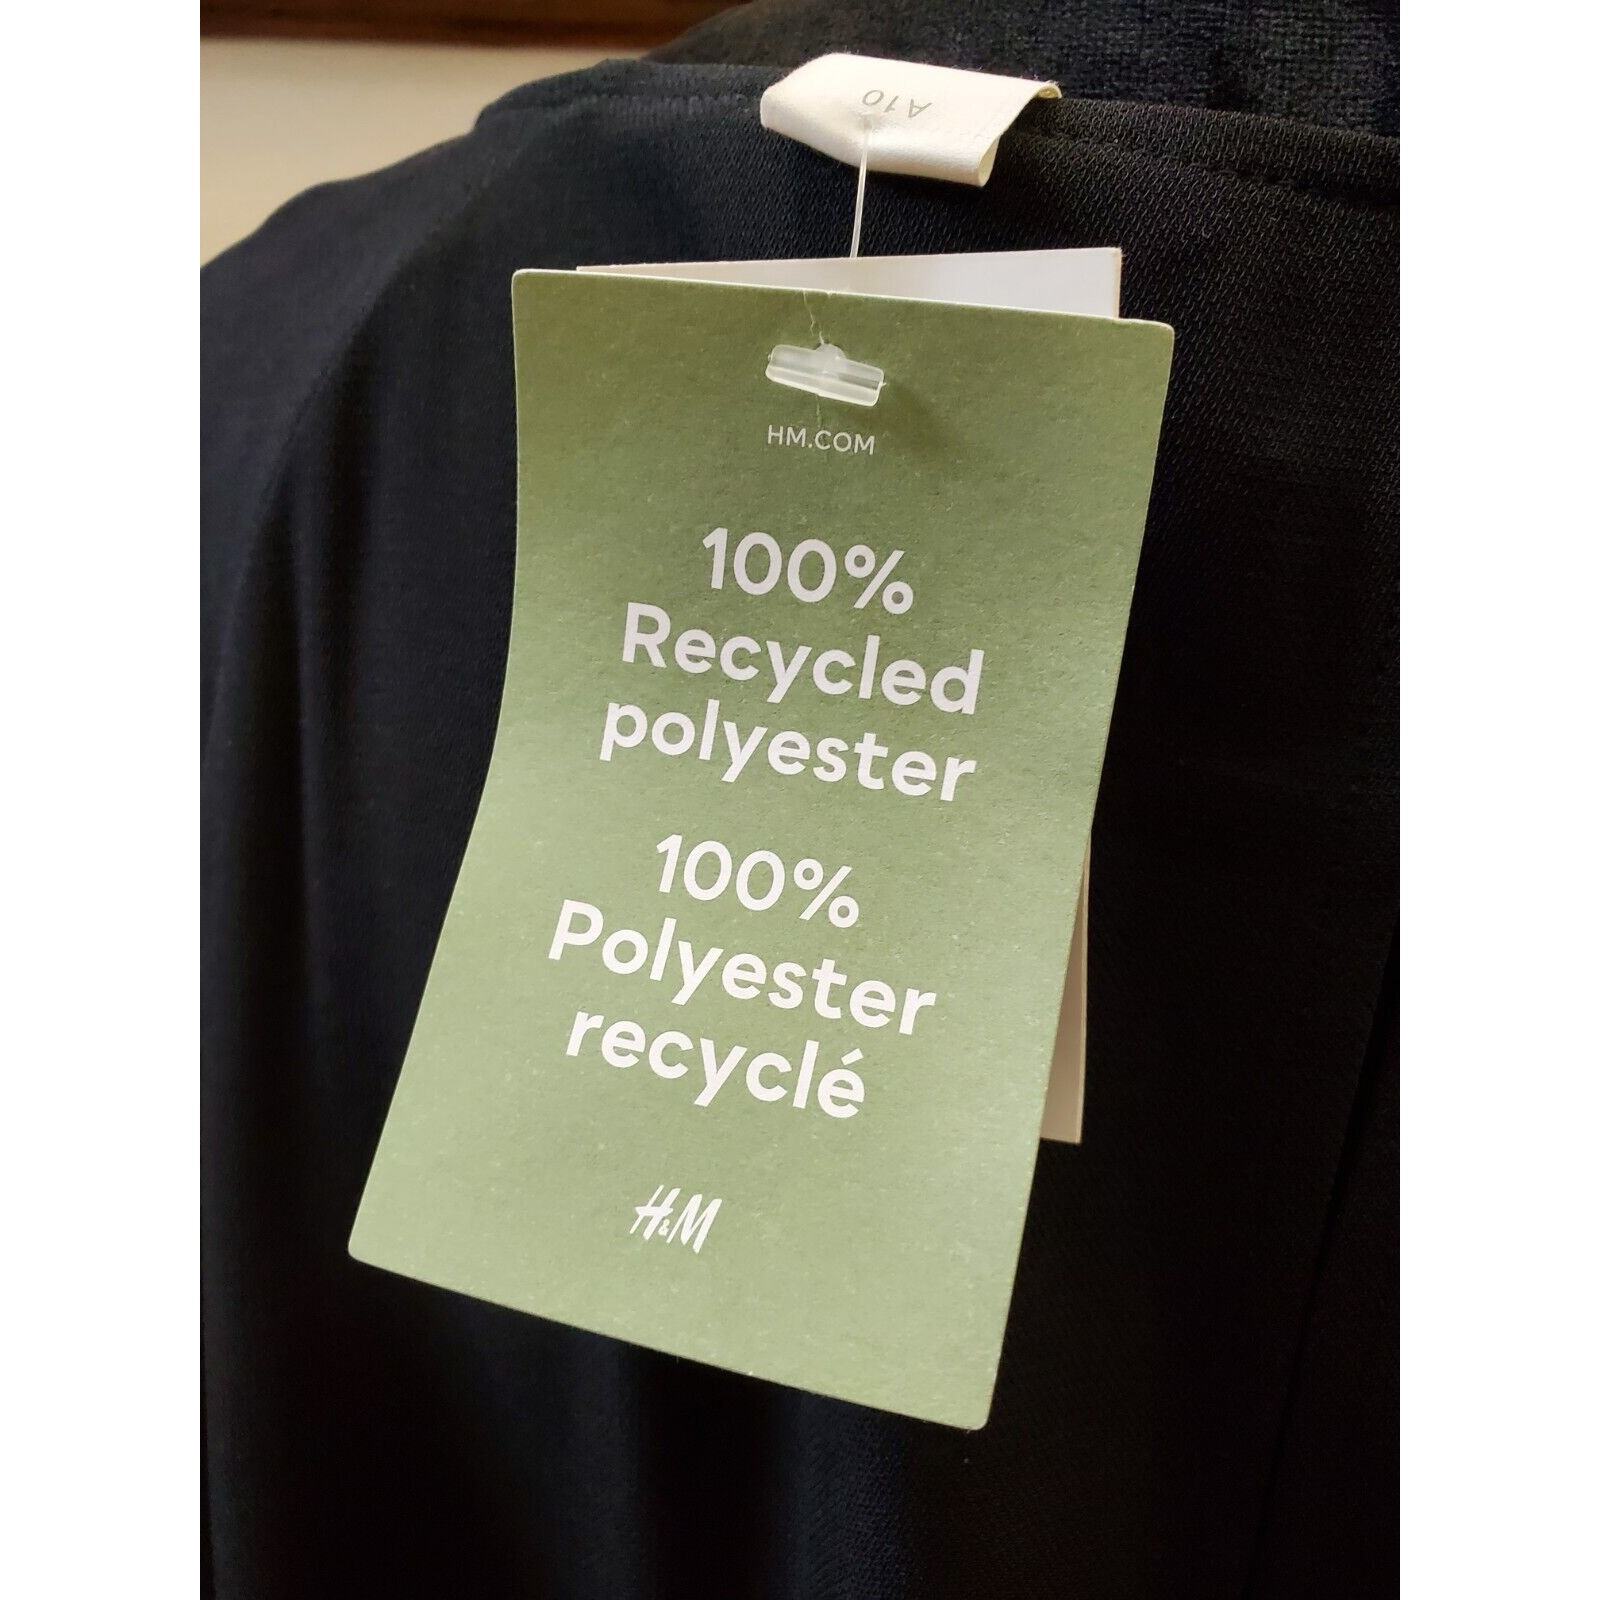 A10
HM.COM
100%
Recycled
polyester
100%
Polyester
recyclé
H&M